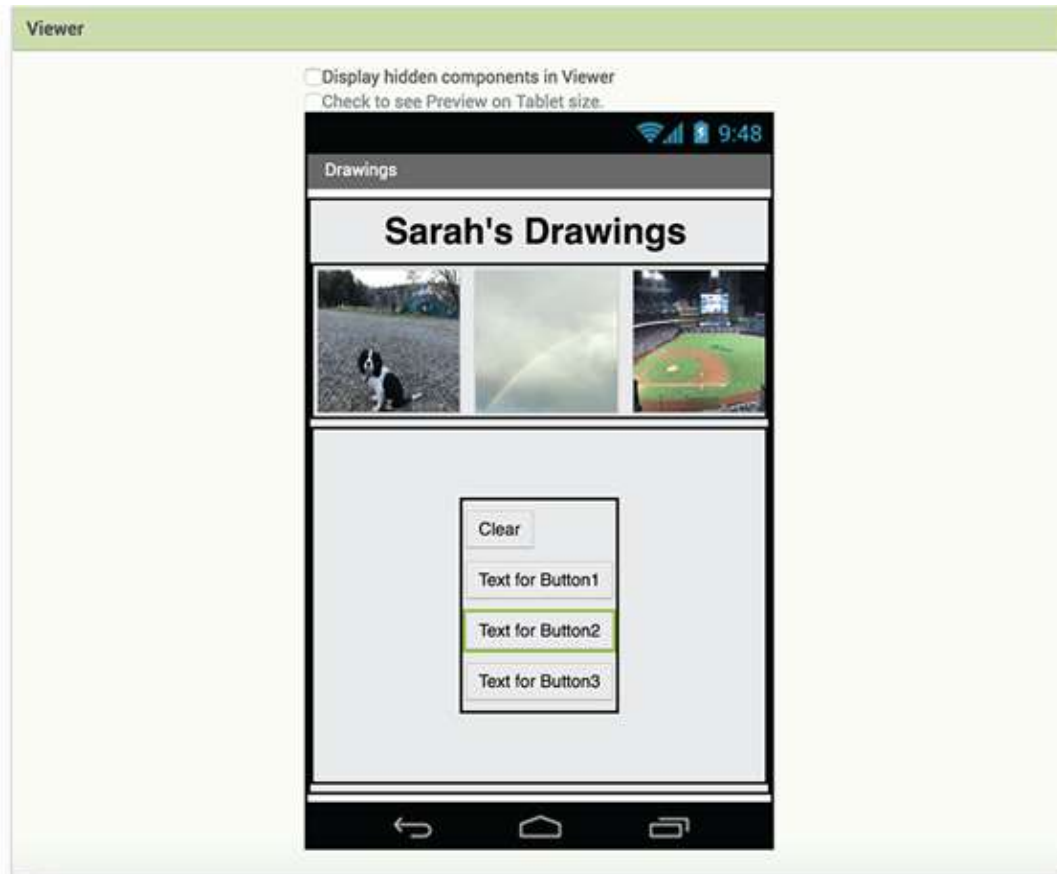 Viewer
Display hidden components in Viewer
Check to see Preview on Tablet size.
9:48
Drawings
Sarah's Drawings
Clear
Text for Button1
Text for Button2
Text for Button3